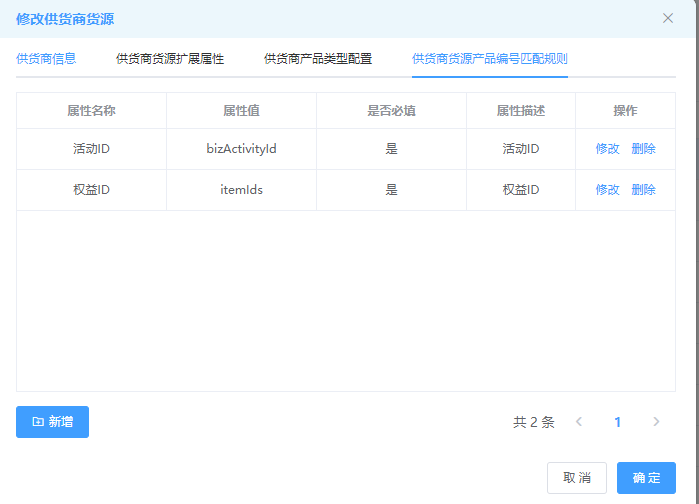 修改供货商货源
供货商信息 供货商货源扩展属性 供货商产品类型配置 供货商货源产品编号匹配规则
属性名称 属性值 是否必填 属性描述 操作
活动ID bizActivityId 是 活动ID 修改 删除
权益ID itemIds 是 权益ID 修改 删除
新增 共 2 条 1
取 消 确 定